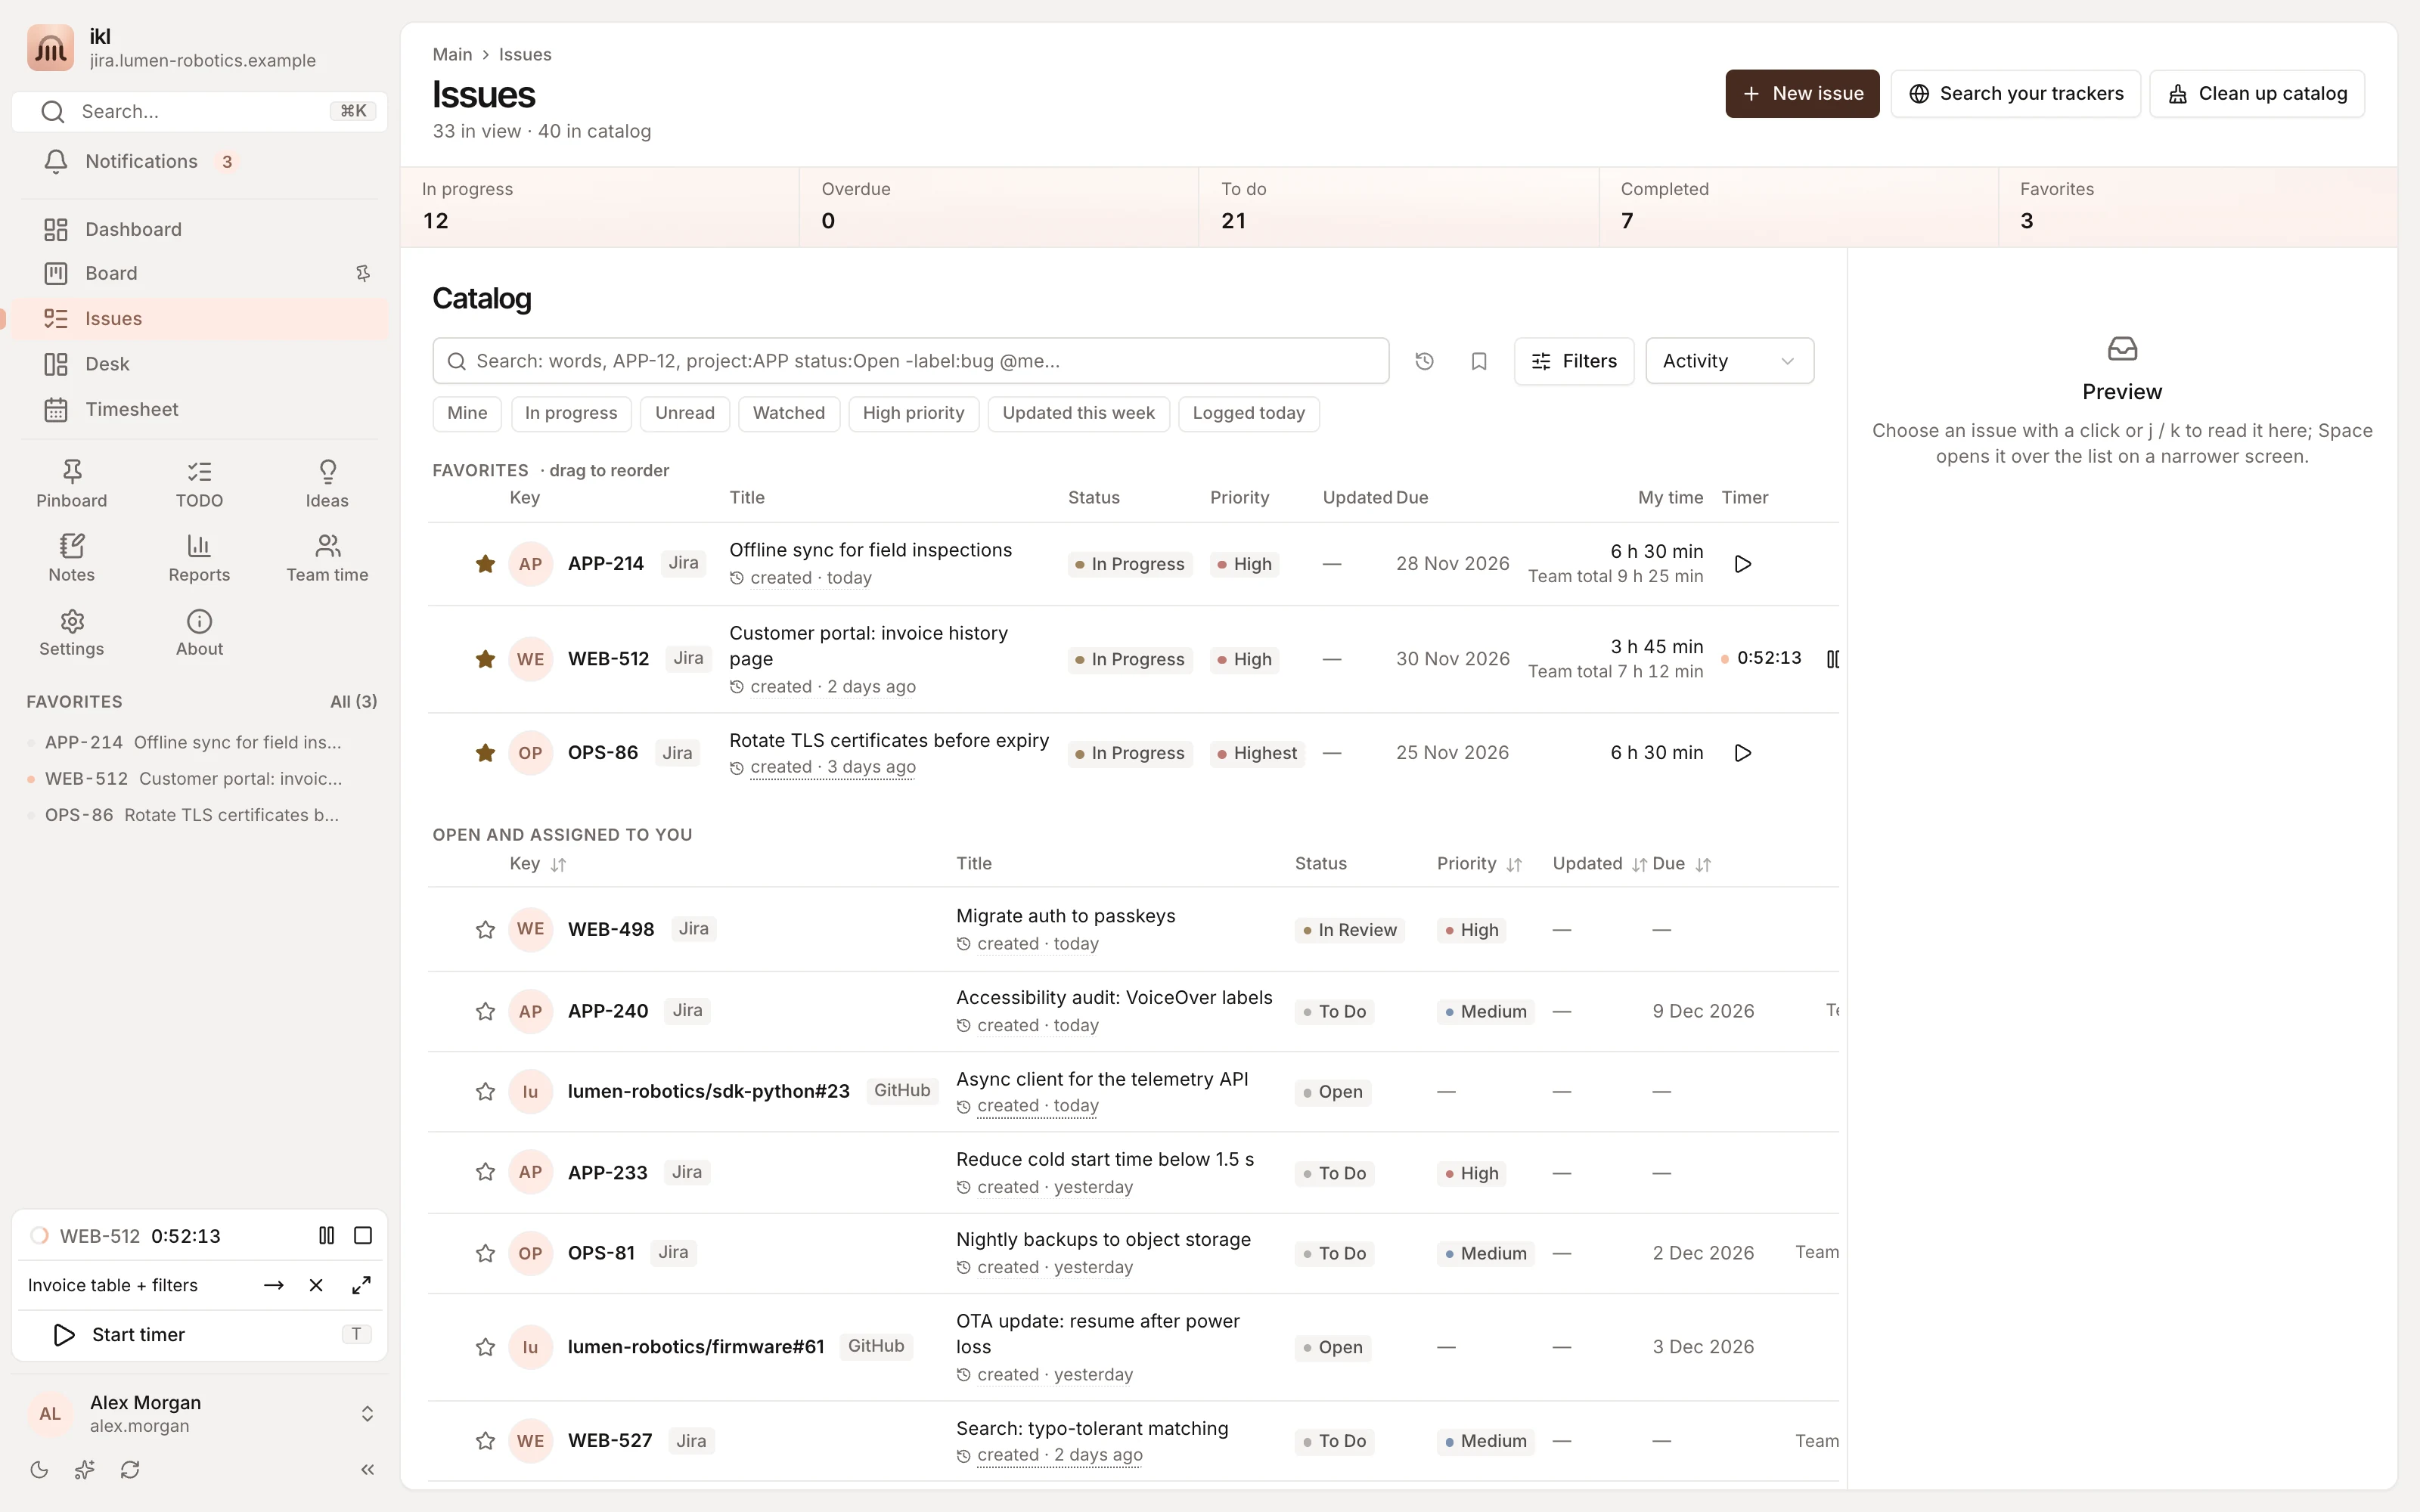 ikl
jira.lumen-robotics.example
Search... ⌘K
Notifications 3
Dashboard
Board
Issues
Desk
Timesheet
Pinboard TODO Ideas
Notes Reports Team time
Settings About
FAVORITES All (3)
APP-214 Offline sync for field ins...
WEB-512 Customer portal: invoic...
OPS-86 Rotate TLS certificates b...
WEB-512 0:52:13
Invoice table + filters
Start timer T
AL Alex Morgan
alex.morgan
Main > Issues
Issues
33 in view · 40 in catalog
New issue Search your trackers Clean up catalog
In progress Overdue To do Completed Favorites
12 0 21 7 3
Catalog
Search: words, APP-12, project:APP status:Open -label:bug @me...
Filters Activity
Mine In progress Unread Watched High priority Updated this week Logged today
FAVORITES · drag to reorder
Key Title Status Priority Updated Due My time Timer
AP APP-214 Jira Offline sync for field inspections In Progress High — 28 Nov 2026 6 h 30 min
created · today Team total 9 h 25 min
WE WEB-512 Jira Customer portal: invoice history page In Progress High — 30 Nov 2026 3 h 45 min 0:52:13
created · 2 days ago Team total 7 h 12 min
OP OPS-86 Jira Rotate TLS certificates before expiry In Progress Highest — 25 Nov 2026 6 h 30 min
created · 3 days ago
OPEN AND ASSIGNED TO YOU
Key Title Status Priority Updated Due
WE WEB-498 Jira Migrate auth to passkeys In Review High — —
created · today
AP APP-240 Jira Accessibility audit: VoiceOver labels To Do Medium — 9 Dec 2026
created · today
lu lumen-robotics/sdk-python#23 GitHub Async client for the telemetry API Open — — —
created · today
AP APP-233 Jira Reduce cold start time below 1.5 s To Do High — —
created · yesterday
OP OPS-81 Jira Nightly backups to object storage To Do Medium — 2 Dec 2026 Team
created · yesterday
lu lumen-robotics/firmware#61 GitHub OTA update: resume after power loss Open — — 3 Dec 2026
created · yesterday
WE WEB-527 Jira Search: typo-tolerant matching To Do Medium — — Team
created · 2 days ago
Preview
Choose an issue with a click or j / k to read it here; Space
opens it over the list on a narrower screen.